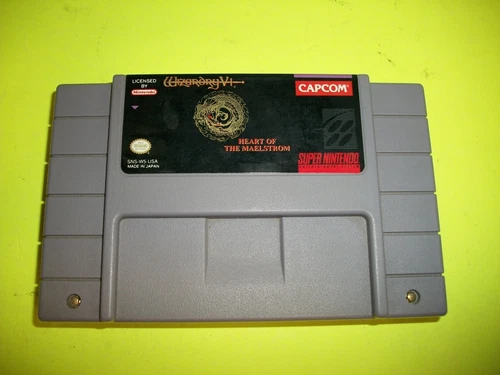 LICENSED
BY
Nintendo
Wizardry V
CAPCOM
HEART OF
THE MAELSTROM
SNS-W5-USA
MADE IN JAPAN
SUPER NINTENDO